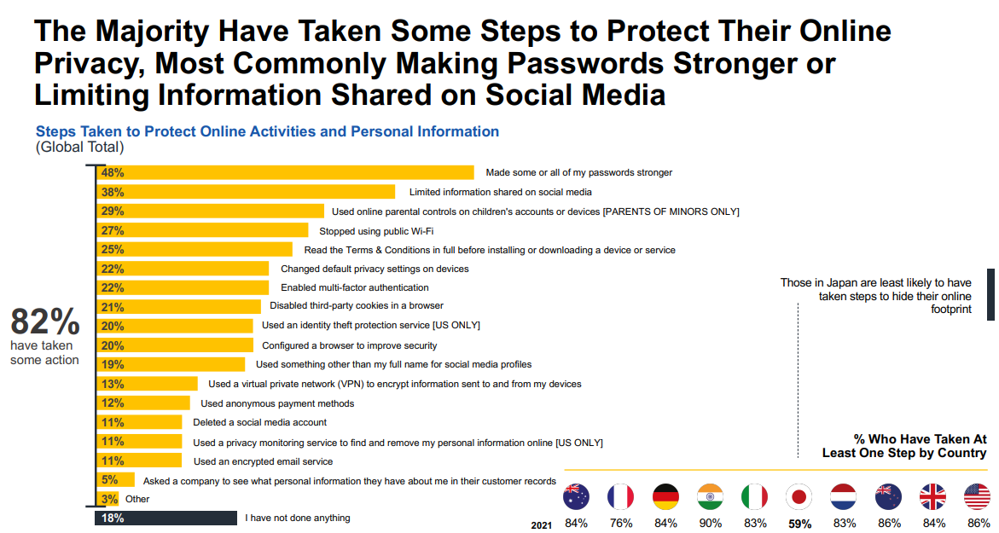 The Majority Have Taken Some Steps to Protect Their Online
Privacy, Most Commonly Making Passwords Stronger or
Limiting Information Shared on Social Media
Steps Taken to Protect Online Activities and Personal Information
(Global Total)
48% Made some or all of my passwords stronger
38% Limited information shared on social media
29% Used online parental controls on children's accounts or devices [PARENTS OF MINORS ONLY]
27% Stopped using public Wi-Fi
25% Read the Terms & Conditions in full before installing or downloading a device or service
22% Changed default privacy settings on devices
22% Enabled multi-factor authentication
21% Disabled third-party cookies in a browser
20% Used an identity theft protection service [US ONLY]
20% Configured a browser to improve security
19% Used something other than my full name for social media profiles
13% Used a virtual private network (VPN) to encrypt information sent to and from my devices
12% Used anonymous payment methods
11% Deleted a social media account
11% Used a privacy monitoring service to find and remove my personal information online [US ONLY]
11% Used an encrypted email service
5% Asked a company to see what personal information they have about me in their customer records
3% Other
18% I have not done anything
82%
have taken
some action
Those in Japan are least likely to have
taken steps to hide their online
footprint
% Who Have Taken At
Least One Step by Country
2021 84% 76% 84% 90% 83% 59% 83% 86% 84% 86%